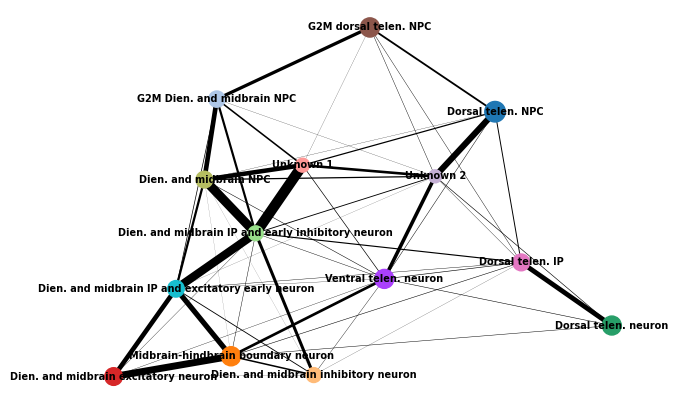 G2M dorsal telen. NPC
G2M Dien. and midbrain NPC
Dorsal telen. NPC
Unknown 1
Unknown 2
Dien. and midbrain NPC
Dien. and midbrain IP and early inhibitory neuron
Dorsal telen. IP
Ventral telen. neuron
Dien. and midbrain IP and excitatory early neuron
Dorsal telen. neuron
Midbrain-hindbrain boundary neuron
Dien. and midbrain excitatory neuron
Dien. and midbrain inhibitory neuron